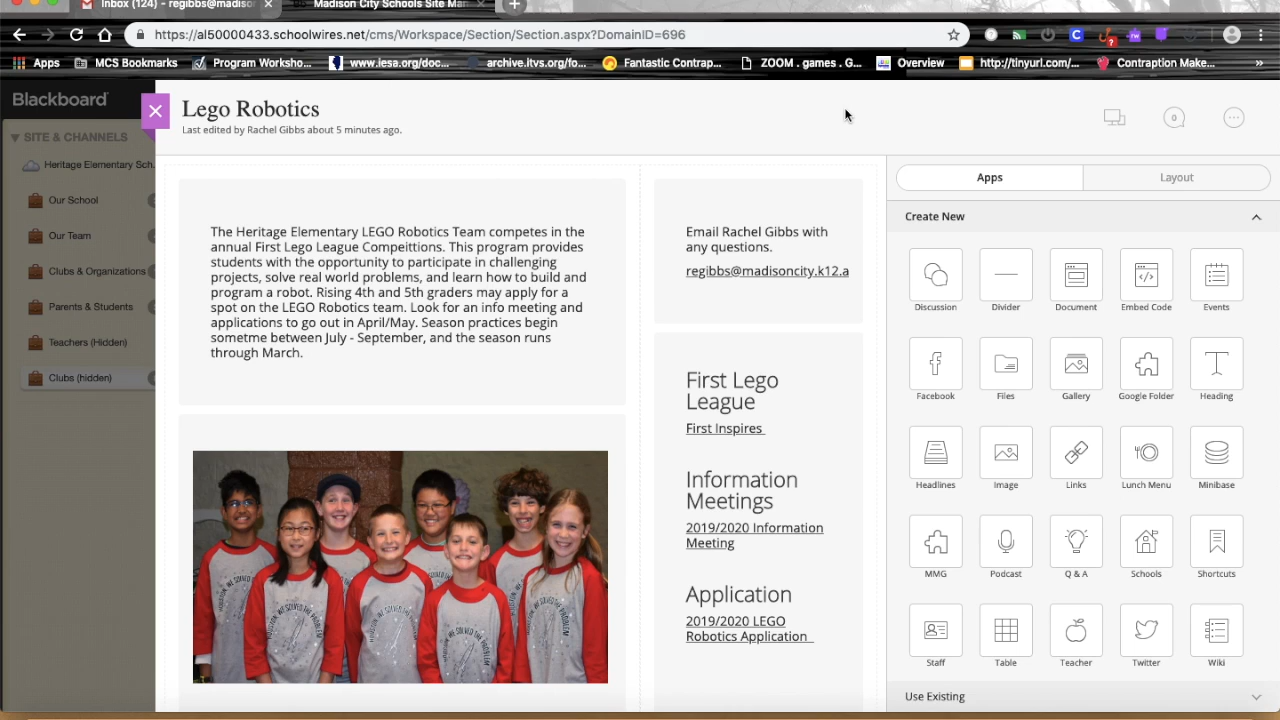 Inbox (124) - regibbs@madiso
Madison City Schools Site Man
https://al50000433.schoolwires.net/cms/Workspace/Section/Section.aspx?DomainID=696
Apps
MCS Bookmarks
Program Worksho...
www.iesa.org/doc...
archive.itvs.org/fo...
Fantastic Contrap...
ZOOM . games . G...
Overview
http://tinyurl.com/...
Contraption Make...
Blackboard
SITE & CHANNELS
Heritage Elementary Sch.
Our School
Our Team
Clubs & Organizations
Parents & Students
Teachers (Hidden)
Clubs (hidden)
Lego Robotics
Last edited by Rachel Gibbs about 5 minutes ago.
0
The Heritage Elementary LEGO Robotics Team competes in the
annual First Lego League Compeittions. This program provides
students with the opportunity to participate in challenging
projects, solve real world problems, and learn how to build and
program a robot. Rising 4th and 5th graders may apply for a
spot on the LEGO Robotics team. Look for an info meeting and
applications to go out in April/May. Season practices begin
sometme between July - September, and the season runs
through March.
Email Rachel Gibbs with
any questions.
regibbs@madisoncity.k12.a
First Lego
League
First Inspires
Information
Meetings
2019/2020 Information
Meeting
Application
2019/2020 LEGO
Robotics Application
Apps
Layout
Create New
Discussion
Divider
Document
Embed Code
Events
Facebook
Files
Gallery
Google Folder
Heading
Headlines
Image
Links
Lunch Menu
Minibase
MMG
Podcast
Q & A
Schools
Shortcuts
Staff
Table
Teacher
Twitter
Wiki
Use Existing